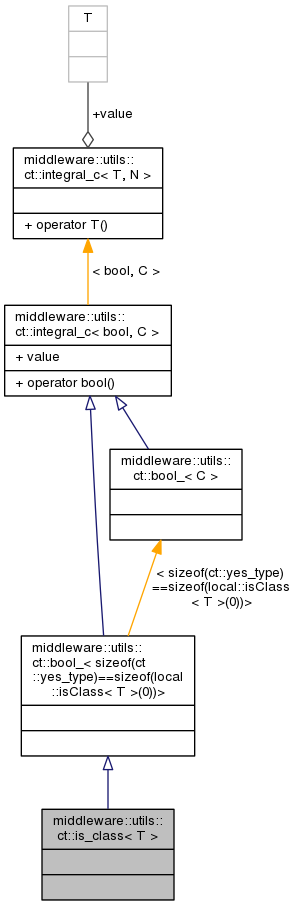 T
+value
middleware::utils::
ct::integral_c< T, N >
+ operator T()
< bool, C >
middleware::utils::
ct::integral_c< bool, C >
+ value
+ operator bool()
middleware::utils::
ct::bool_< C >
< sizeof(ct::yes_type)
==sizeof(local::isClass
< T >(0))>
middleware::utils::
ct::bool_< sizeof(ct
::yes_type)==sizeof(local
::isClass< T >(0))>
middleware::utils::
ct::is_class< T >